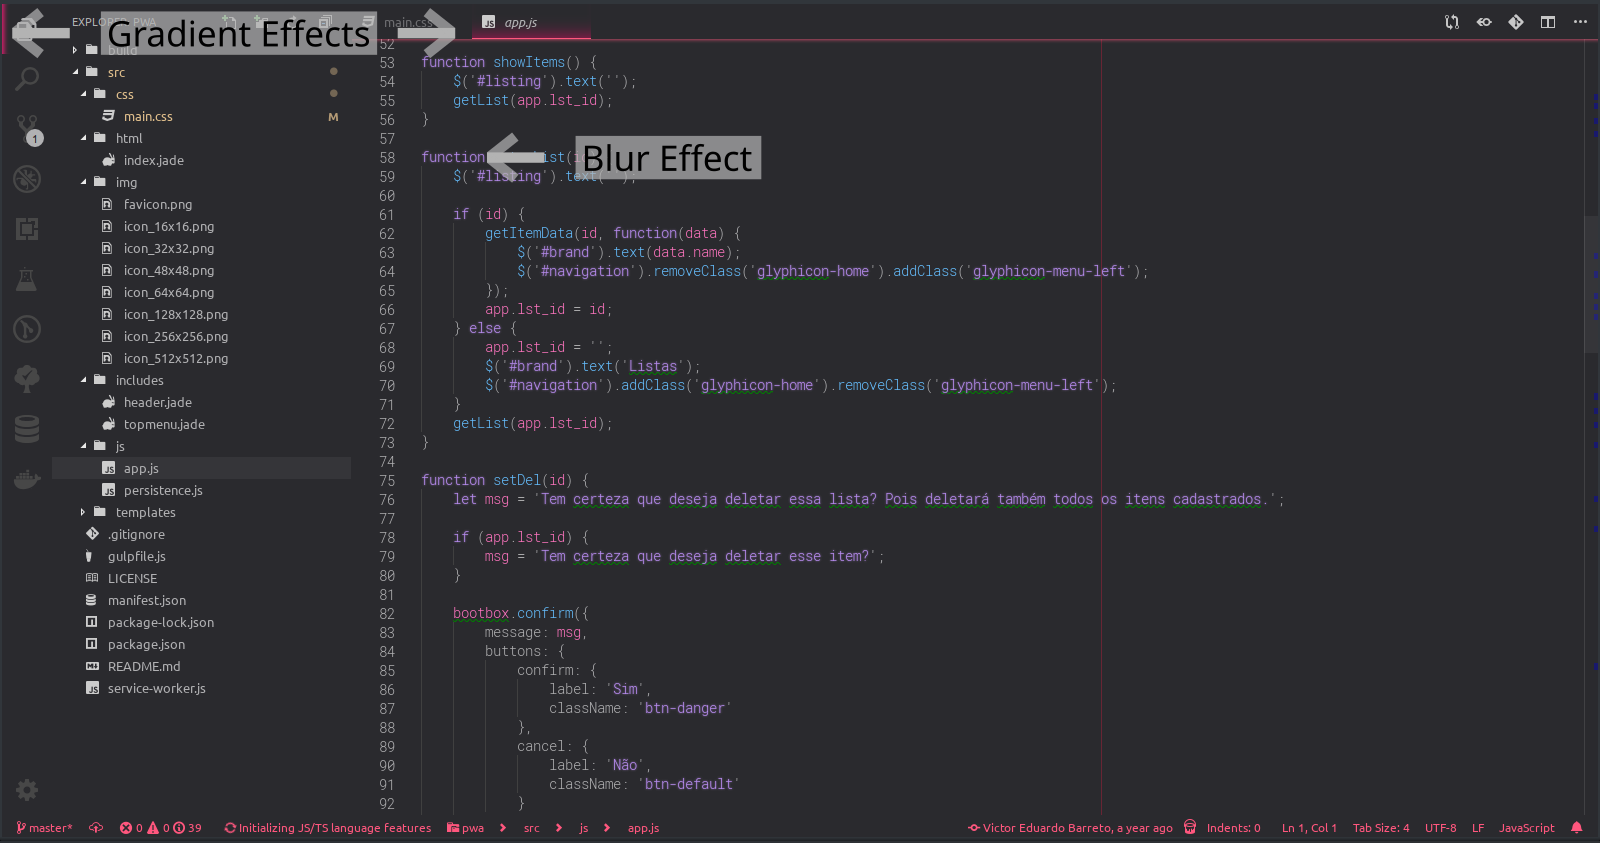 EXPLORER: PWA
Gradient Effects
main.css
JS app.js
build
src
css
main.css M
html
index.jade
img
favicon.png
icon_16x16.png
icon_32x32.png
icon_48x48.png
icon_64x64.png
icon_128x128.png
icon_256x256.png
icon_512x512.png
includes
header.jade
topmenu.jade
js
JS app.js
JS persistence.js
templates
.gitignore
gulpfile.js
LICENSE
manifest.json
package-lock.json
package.json
README.md
JS service-worker.js
1
52
53 function showItems() {
54 $('#listing').text('');
55 getList(app.lst_id);
56 }
57
58 function ist(i
Blur Effect
59 $('#listing').text( );
60
61 if (id) {
62 getItemData(id, function(data) {
63 $('#brand').text(data.name);
64 $('#navigation').removeClass('glyphicon-home').addClass('glyphicon-menu-left');
65 });
66 app.lst_id = id;
67 } else {
68 app.lst_id = '';
69 $('#brand').text('Listas');
70 $('#navigation').addClass('glyphicon-home').removeClass('glyphicon-menu-left');
71 }
72 getList(app.lst_id);
73 }
74
75 function setDel(id) {
76 let msg = 'Tem certeza que deseja deletar essa lista? Pois deletará também todos os itens cadastrados.';
77
78 if (app.lst_id) {
79 msg = 'Tem certeza que deseja deletar esse item?';
80 }
81
82 bootbox.confirm({
83 message: msg,
84 buttons: {
85 confirm: {
86 label: 'Sim',
87 className: 'btn-danger'
88 },
89 cancel: {
90 label: 'Não',
91 className: 'btn-default'
92 }
master* 0 0 39 Initializing JS/TS language features pwa > src > js > app.js Victor Eduardo Barreto, a year ago Indents: 0 Ln 1, Col 1 Tab Size: 4 UTF-8 LF JavaScript